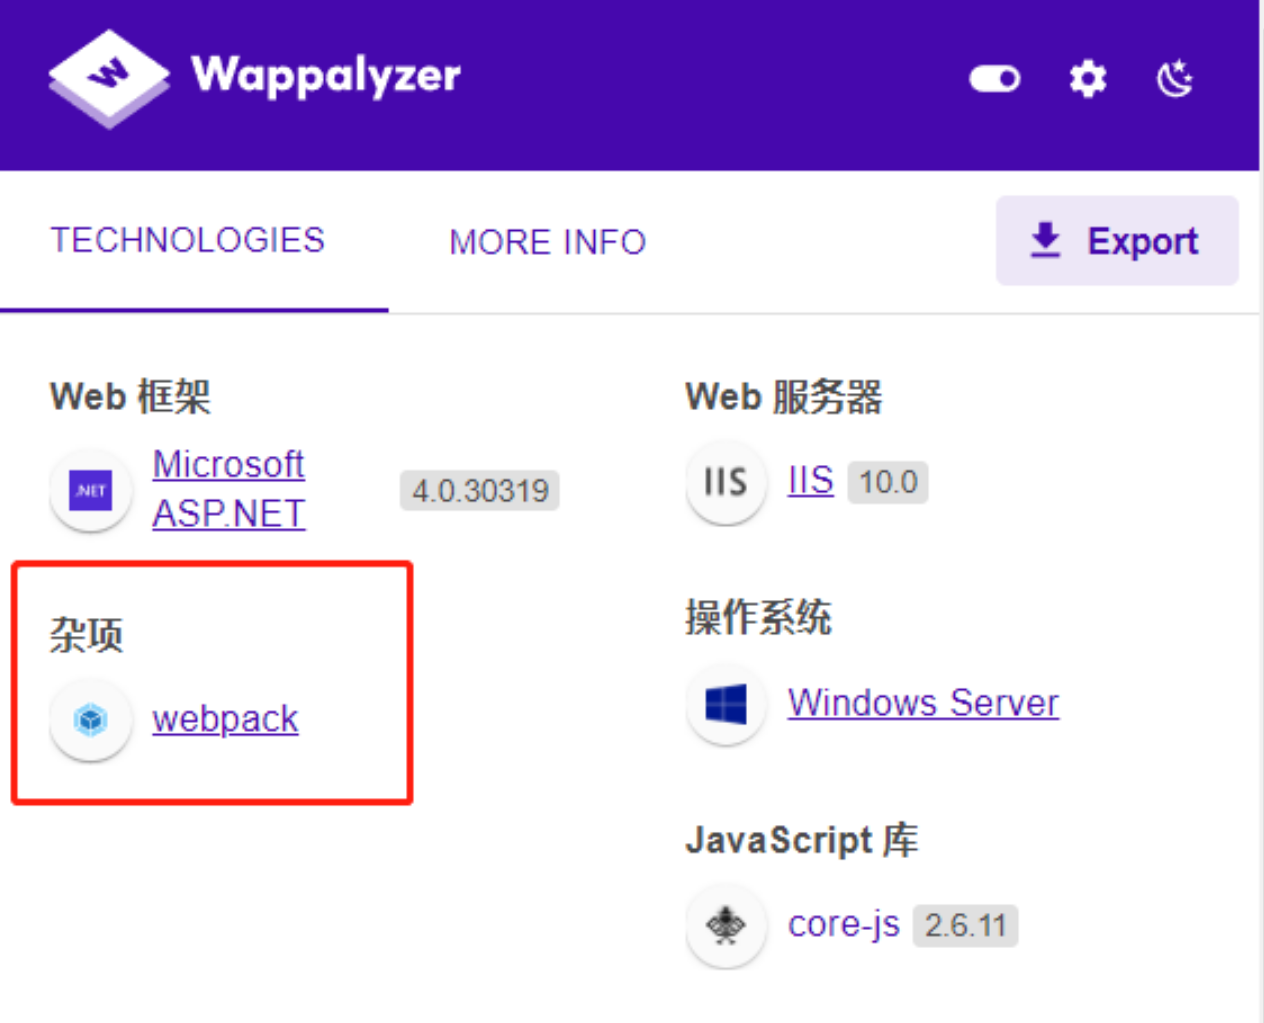 Wappalyzer
TECHNOLOGIES
MORE INFO
Export
Web 框架
.NET
Microsoft
ASP.NET
4.0.30319
Web 服务器
IIS
IIS
10.0
杂项
webpack
操作系统
Windows Server
JavaScript 库
core-js
2.6.11